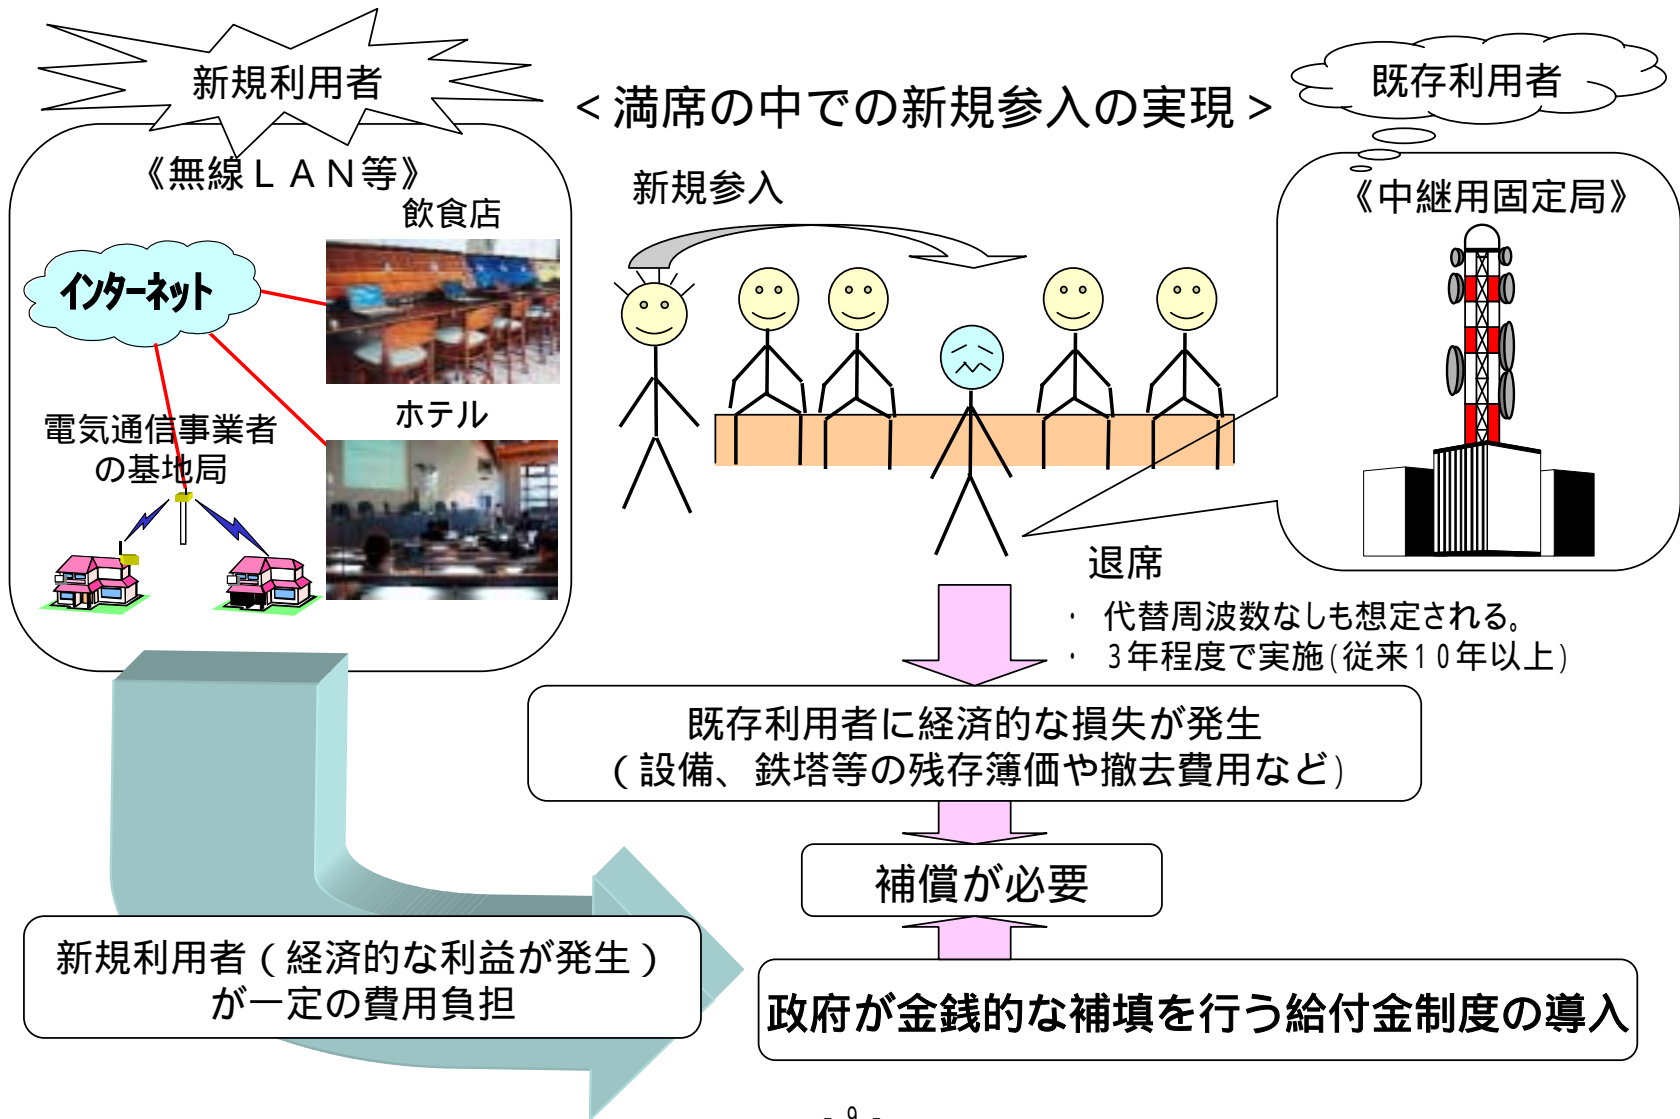 新規利用者
＜満席の中での新規参入の実現＞
既存利用者
《無線ＬＡＮ等》
飲食店
インターネット
ホテル
電気通信事業者
の基地局
新規参入
《中継用固定局》
退席
・ 代替周波数なしも想定される。
・ 3年程度で実施(従来10年以上)
既存利用者に経済的な損失が発生
（設備、鉄塔等の残存簿価や撤去費用など)
補償が必要
新規利用者（経済的な利益が発生）
が一定の費用負担
政府が金銭的な補填を行う給付金制度の導入
- 9 -